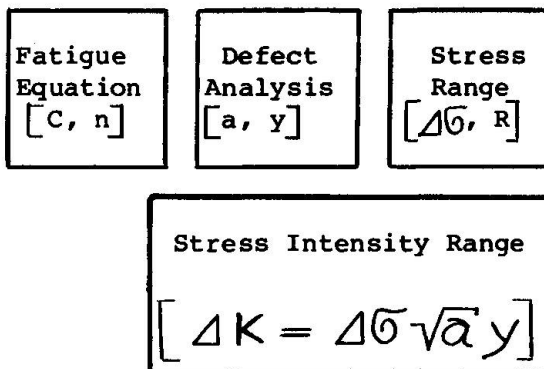 Fatigue
Equation
[C, n]
Defect
Analysis
[a, y]
Stress
Range
[Δσ, R]
Stress Intensity Range
[ΔK = Δσ √a y]